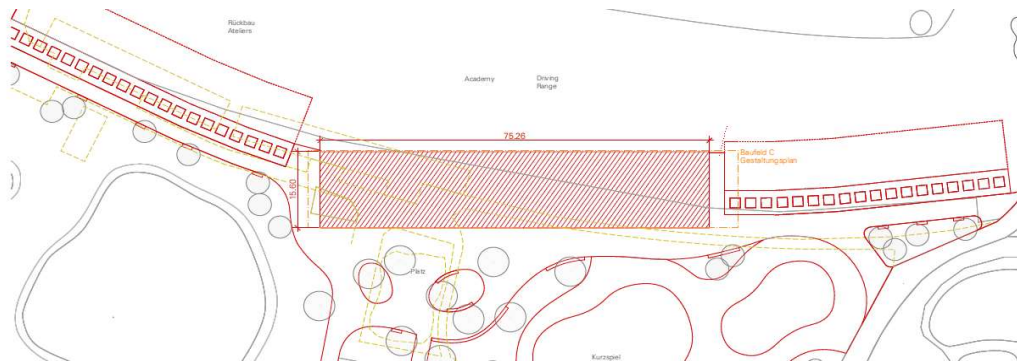 Rückbau
Ateliers
Academy
Driving
Range
75.26
Baufeld C
Gestaltungsplan
15.60
Platz
Kurzspiel